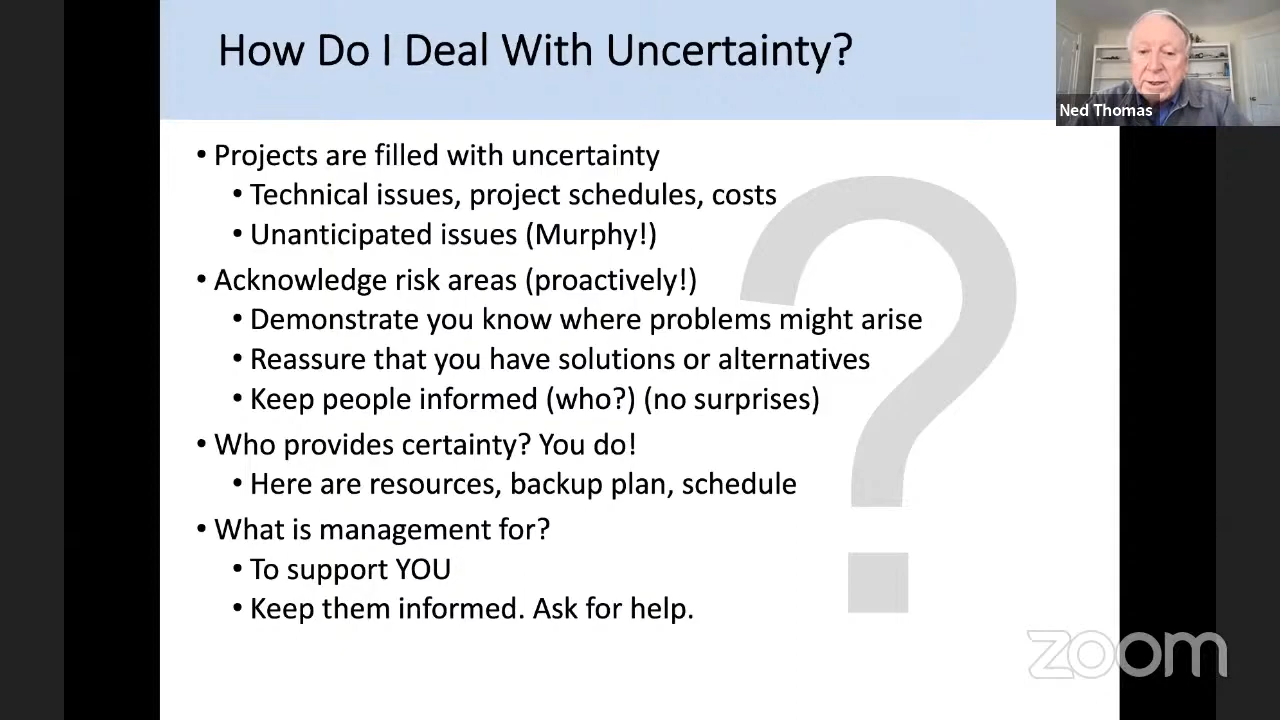 How Do I Deal With Uncertainty?
Ned Thomas
• Projects are filled with uncertainty
• Technical issues, project schedules, costs
• Unanticipated issues (Murphy!)
• Acknowledge risk areas (proactively!)
• Demonstrate you know where problems might arise
• Reassure that you have solutions or alternatives
• Keep people informed (who?) (no surprises)
• Who provides certainty? You do!
• Here are resources, backup plan, schedule
• What is management for?
• To support YOU
• Keep them informed. Ask for help.
?
zoom